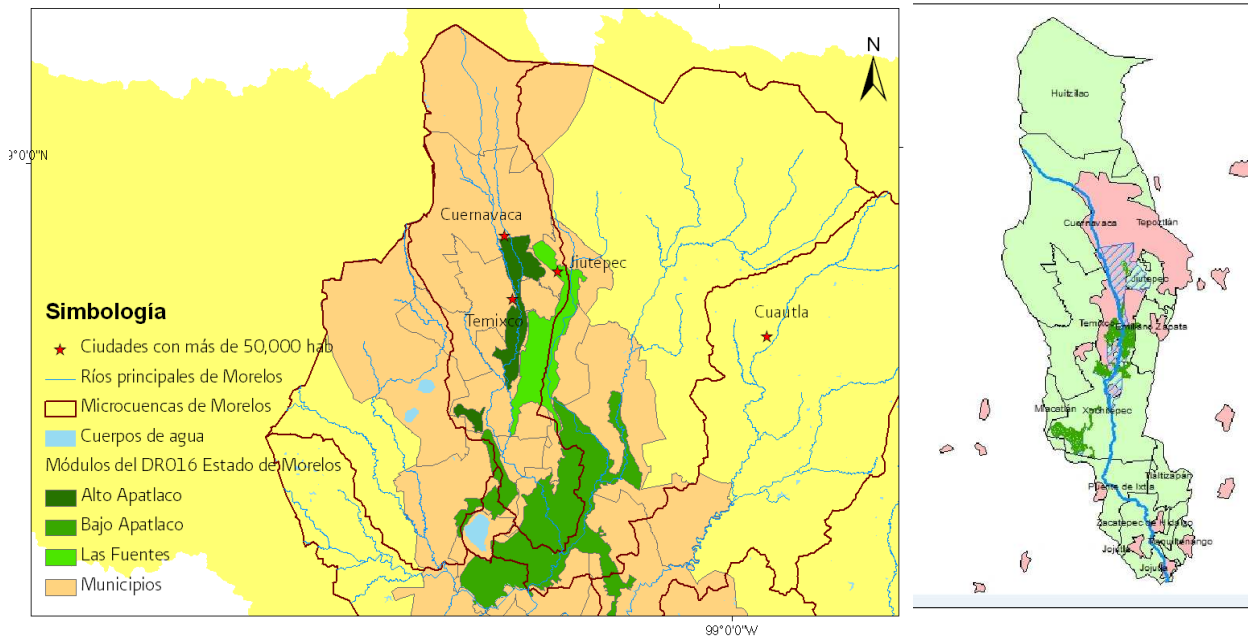 N
9°0'0"N
Cuernavaca
Jiutepec
Temixco
Cuautla
Simbología
Ciudades con más de 50,000 hab
Ríos principales de Morelos
Microcuencas de Morelos
Cuerpos de agua
Módulos del DR016 Estado de Morelos
Alto Apatlaco
Bajo Apatlaco
Las Fuentes
Municipios
99°0'0"W
Huitzilac
Cuernavaca
Tepoztlán
Jiutepec
Temixco
Emiliano Zapata
Miacatlán
Xochitepec
Tlaltizapán
Puente de Ixtla
Zacatepec de Hidalgo
Tlaquiltenango
Jojutla
Jojutla